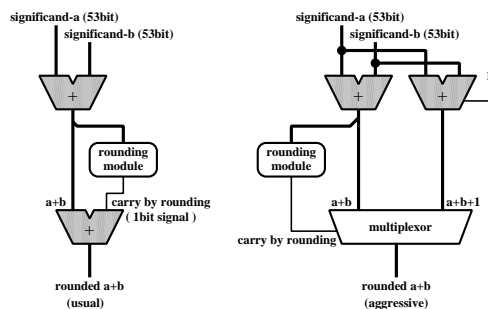 significand-a (53bit)
significand-b (53bit)
+
rounding
module
a+b
carry by rounding
( 1bit signal )
+
rounded a+b
(usual)
significand-a (53bit)
significand-b (53bit)
+
+
rounding
module
a+b
a+b+1
multiplexor
carry by rounding
rounded a+b
(aggressive)